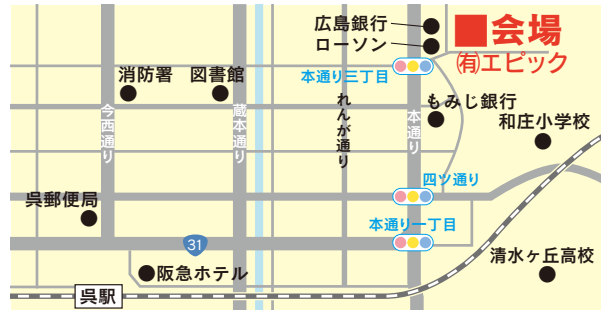 広島銀行
ローソン
■会場
㈲エピック
本通り三丁目
消防署
図書館
もみじ銀行
和庄小学校
今西通り
蔵本通り
れんが通り
本通り
四ツ通り
呉郵便局
本通り一丁目
31
阪急ホテル
清水ヶ丘高校
呉駅